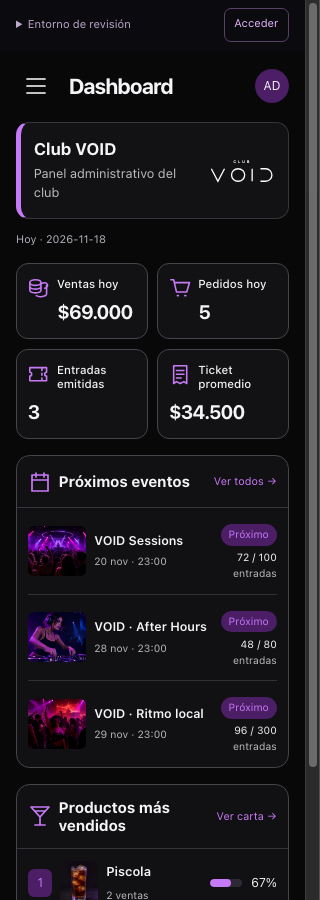 ▶ Entorno de revisión
Acceder
Dashboard
AD
Club VOID
Panel administrativo del
club
CLUB
VOID
Hoy · 2026-11-18
Ventas hoy
$69.000
Pedidos hoy
5
Entradas
emitidas
3
Ticket
promedio
$34.500
Próximos eventos
Ver todos →
VOID Sessions
20 nov · 23:00
Próximo
72 / 100
entradas
VOID · After Hours
28 nov · 23:00
Próximo
48 / 80
entradas
VOID · Ritmo local
29 nov · 23:00
Próximo
96 / 300
entradas
Productos más
vendidos
Ver carta →
1
Piscola
2 ventas
67%